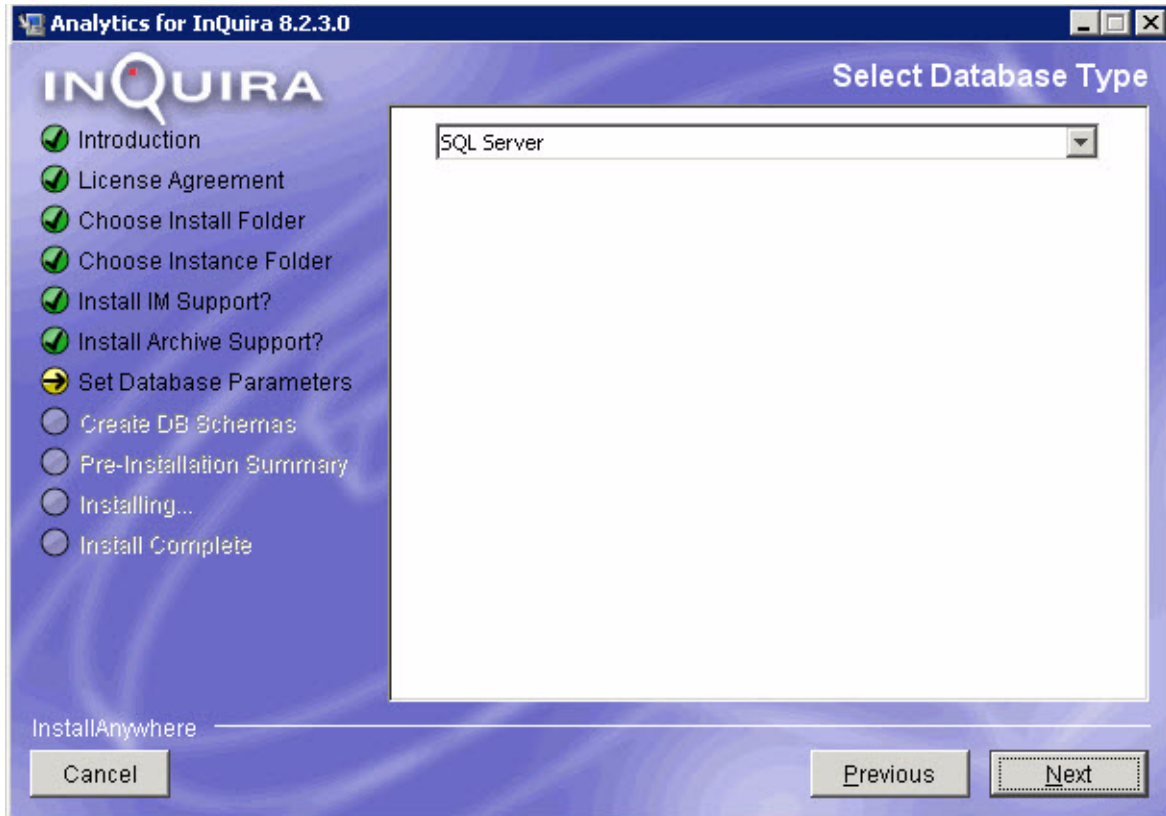 Analytics for InQuira 8.2.3.0
INQUIRA
Select Database Type
Introduction
License Agreement
Choose Install Folder
Choose Instance Folder
Install IM Support?
Install Archive Support?
Set Database Parameters
Create DB Schemas
Pre-Installation Summary
Installing...
Install Complete
SQL Server
InstallAnywhere
Cancel
Previous
Next